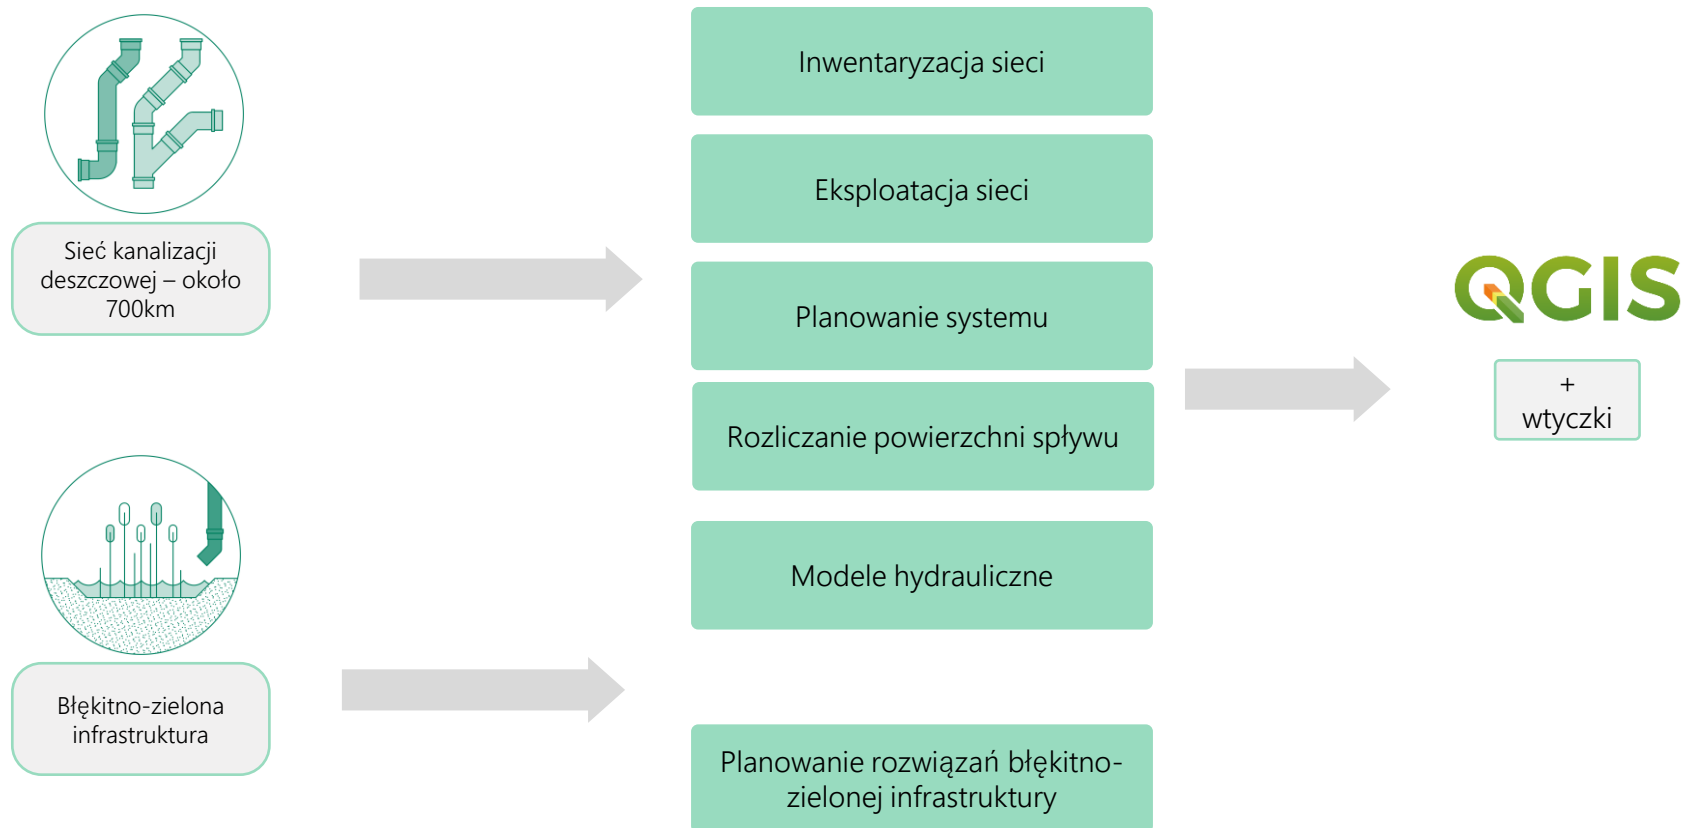 Sieć kanalizacji
deszczowej – około
700km
Błękitno-zielona
infrastruktura
Inwentaryzacja sieci
Eksploatacja sieci
Planowanie systemu
Rozliczanie powierzchni spływu
Modele hydrauliczne
Planowanie rozwiązań błękitno-
zielonej infrastruktury
QGIS
+
wtyczki